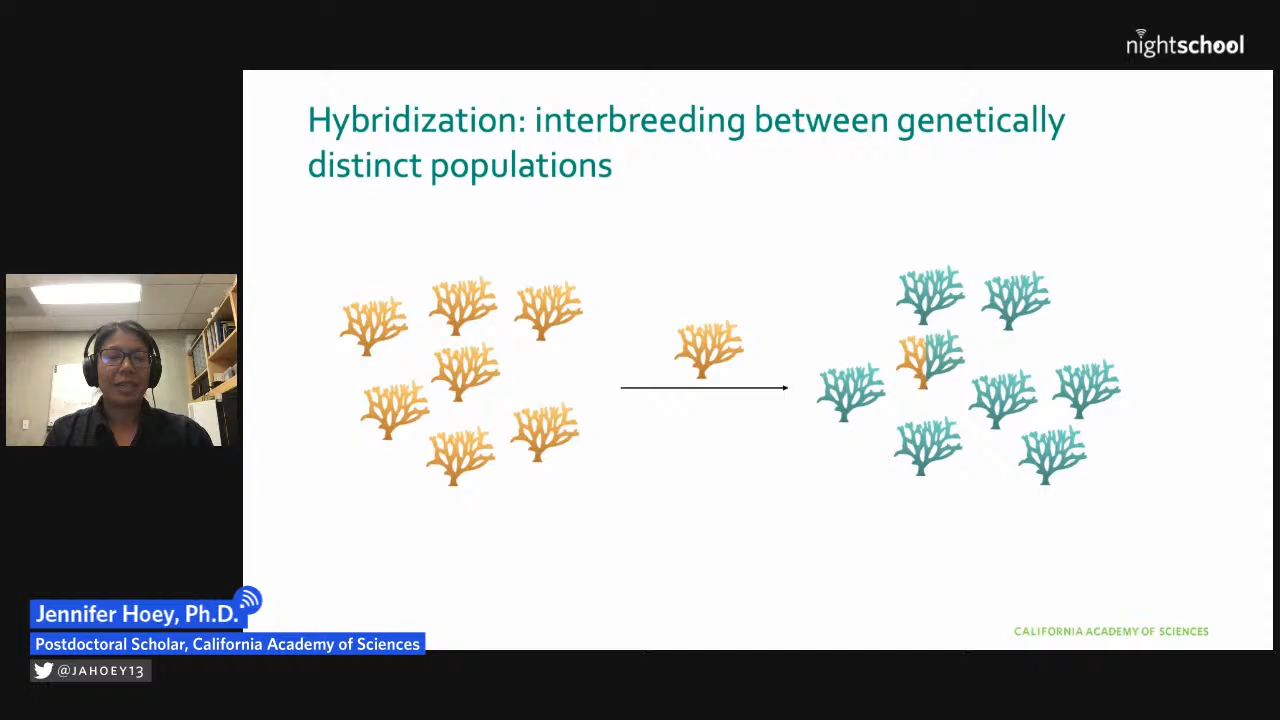 nightschool
Hybridization: interbreeding between genetically
distinct populations
Jennifer Hoey, Ph.D.
Postdoctoral Scholar, California Academy of Sciences
@JAHOEY13
CALIFORNIA ACADEMY OF SCIENCES